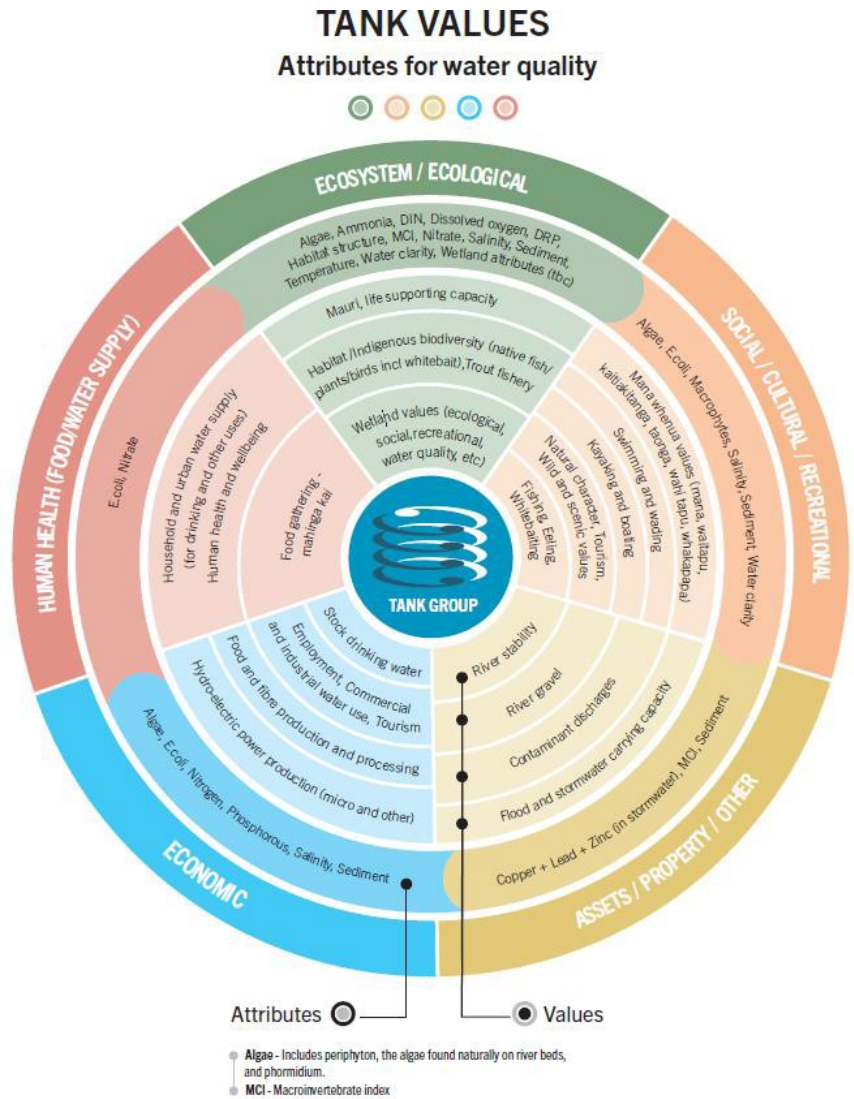 TANK VALUES
Attributes for water quality
ECOSYSTEM / ECOLOGICAL
Algae, Ammonia, DIN, Dissolved oxygen, DRP,
Habitat structure, MCI, Nitrate, Salinity, Sediment,
Temperature, Water clarity, Wetland attributes (tbc)
Mauri, life supporting capacity
Habitat/Indigenous biodiversity (native fish/
plants/birds incl whitebait),Trout fishery
Wetland values (ecological,
social,recreational,
water quality, etc)
SOCIAL / CULTURAL / RECREATIONAL
Algae, E.coli, Macrophytes, Salinity, Sediment, Water clarity
Mana whenua values (mana, waitapu,
kaitiakitanga, taonga, wahi tapu, whakapapa)
Swimming and wading
Kayaking and boating
Natural character, Tourism,
Wild and scenic values
Fishing, Eeling,
Whitebaiting
ASSETS / PROPERTY / OTHER
Copper + Lead + Zinc (in stormwater), MCI, Sediment
River stability
River gravel
Contaminant discharges
Flood and stormwater carrying capacity
ECONOMIC
Algae, E.coli, Nitrogen, Phosphorous, Salinity, Sediment
Stock drinking water
Employment, Commercial
and industrial water use, Tourism
Food and fibre production and processing
Hydro-electric power production (micro and other)
HUMAN HEALTH (FOOD/WATER SUPPLY)
E.coli, Nitrate
Household and urban water supply
(for drinking and other uses)
Human health and wellbeing
Food gathering -
mahinga kai
TANK GROUP
Attributes
Values
Algae - Includes periphyton, the algae found naturally on river beds,
and phormidium.
MCI - Macroinvertebrate index